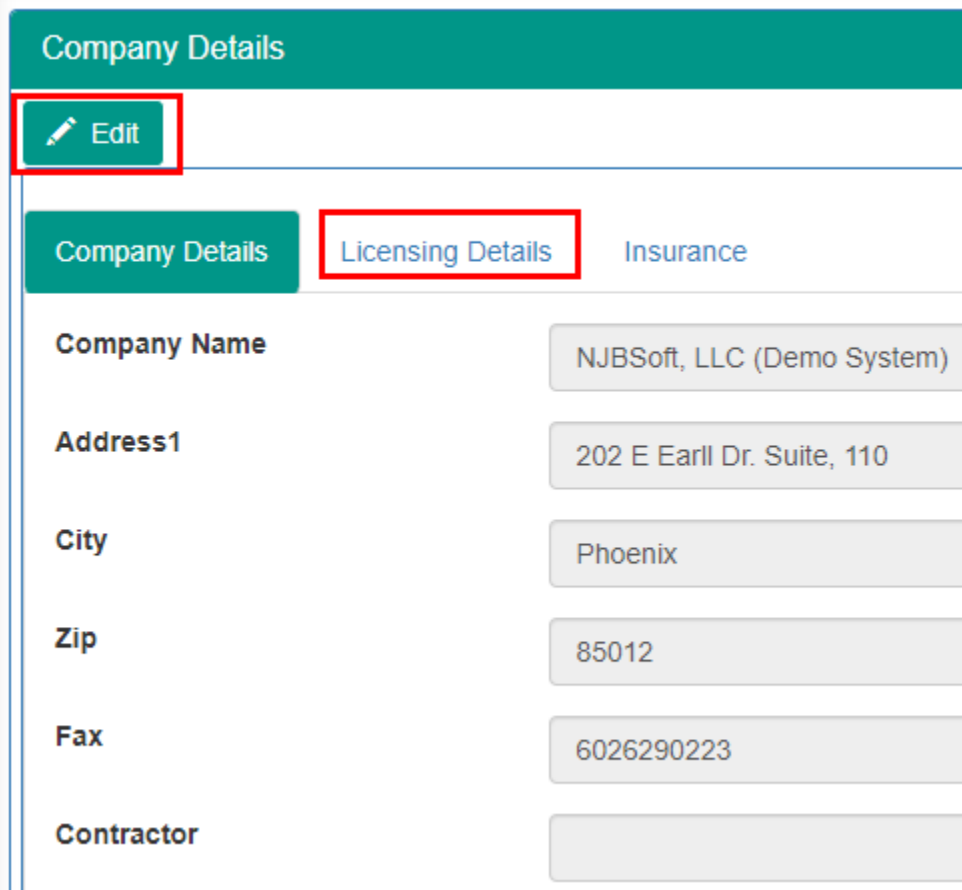 Company Details
Edit
Company Details Licensing Details Insurance
Company Name NJBSoft, LLC (Demo System)
Address1 202 E Earll Dr. Suite, 110
City Phoenix
Zip 85012
Fax 6026290223
Contractor